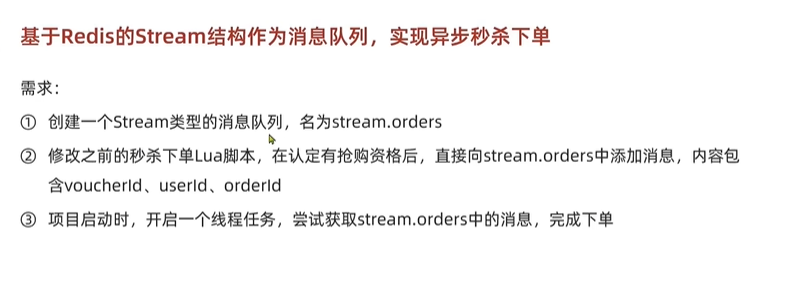 基于Redis的Stream结构作为消息队列，实现异步秒杀下单
需求：
① 创建一个Stream类型的消息队列，名为stream.orders
② 修改之前的秒杀下单Lua脚本，在认定有抢购资格后，直接向stream.orders中添加消息，内容包
含voucherId、userId、orderId
③ 项目启动时，开启一个线程任务，尝试获取stream.orders中的消息，完成下单